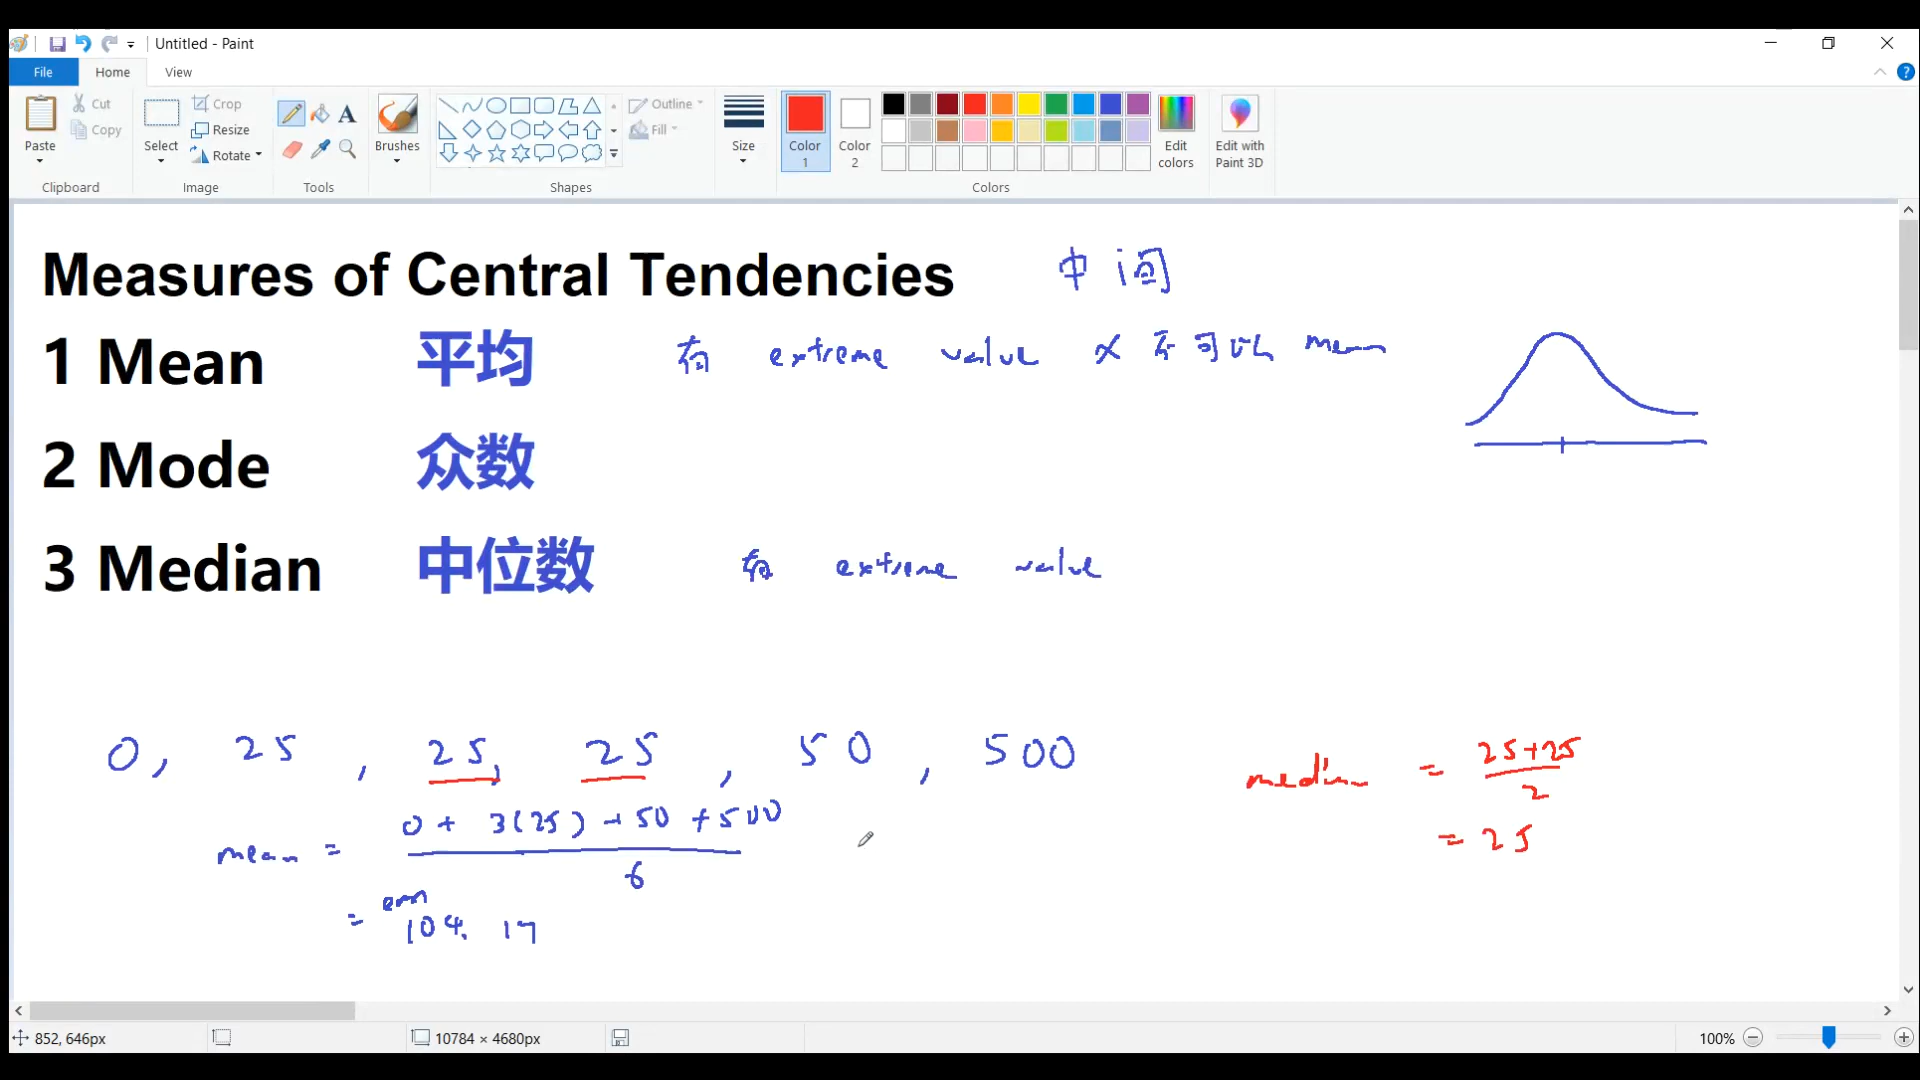 Untitled - Paint
File Home View
Paste
Cut
Copy
Clipboard
Select
Crop
Resize
Rotate
Image
Tools
Brushes
Outline
Fill
Shapes
Size
Color 1
Color 2
Colors
Edit colors
Edit with Paint 3D
Measures of Central Tendencies 中间
1 Mean 平均 有 extreme value × 不可以 mean
2 Mode 众数
3 Median 中位数 有 extreme value
0, 25, 25, 25, 50, 500
mean = 0 + 3(25) + 50 + 500
6
= 104.17
median = 25+25
2
= 25
852, 646px
10784 × 4680px
100%